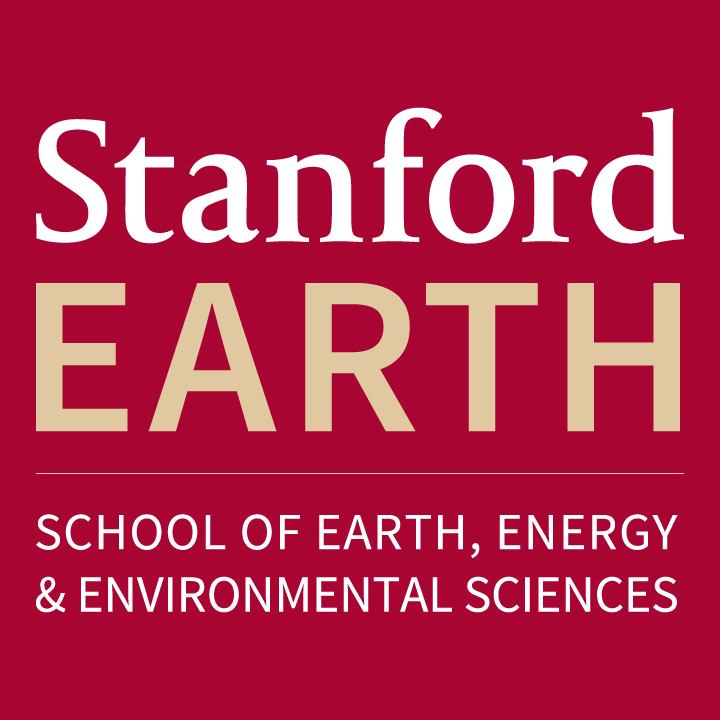 Stanford
EARTH
SCHOOL OF EARTH, ENERGY
& ENVIRONMENTAL SCIENCES